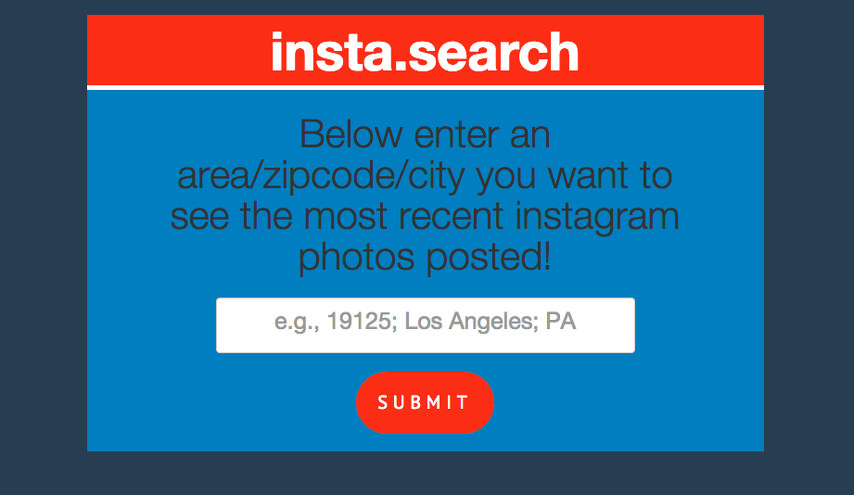 insta.search
Below enter an
area/zipcode/city you want to
see the most recent instagram
photos posted!
e.g., 19125; Los Angeles; PA
SUBMIT